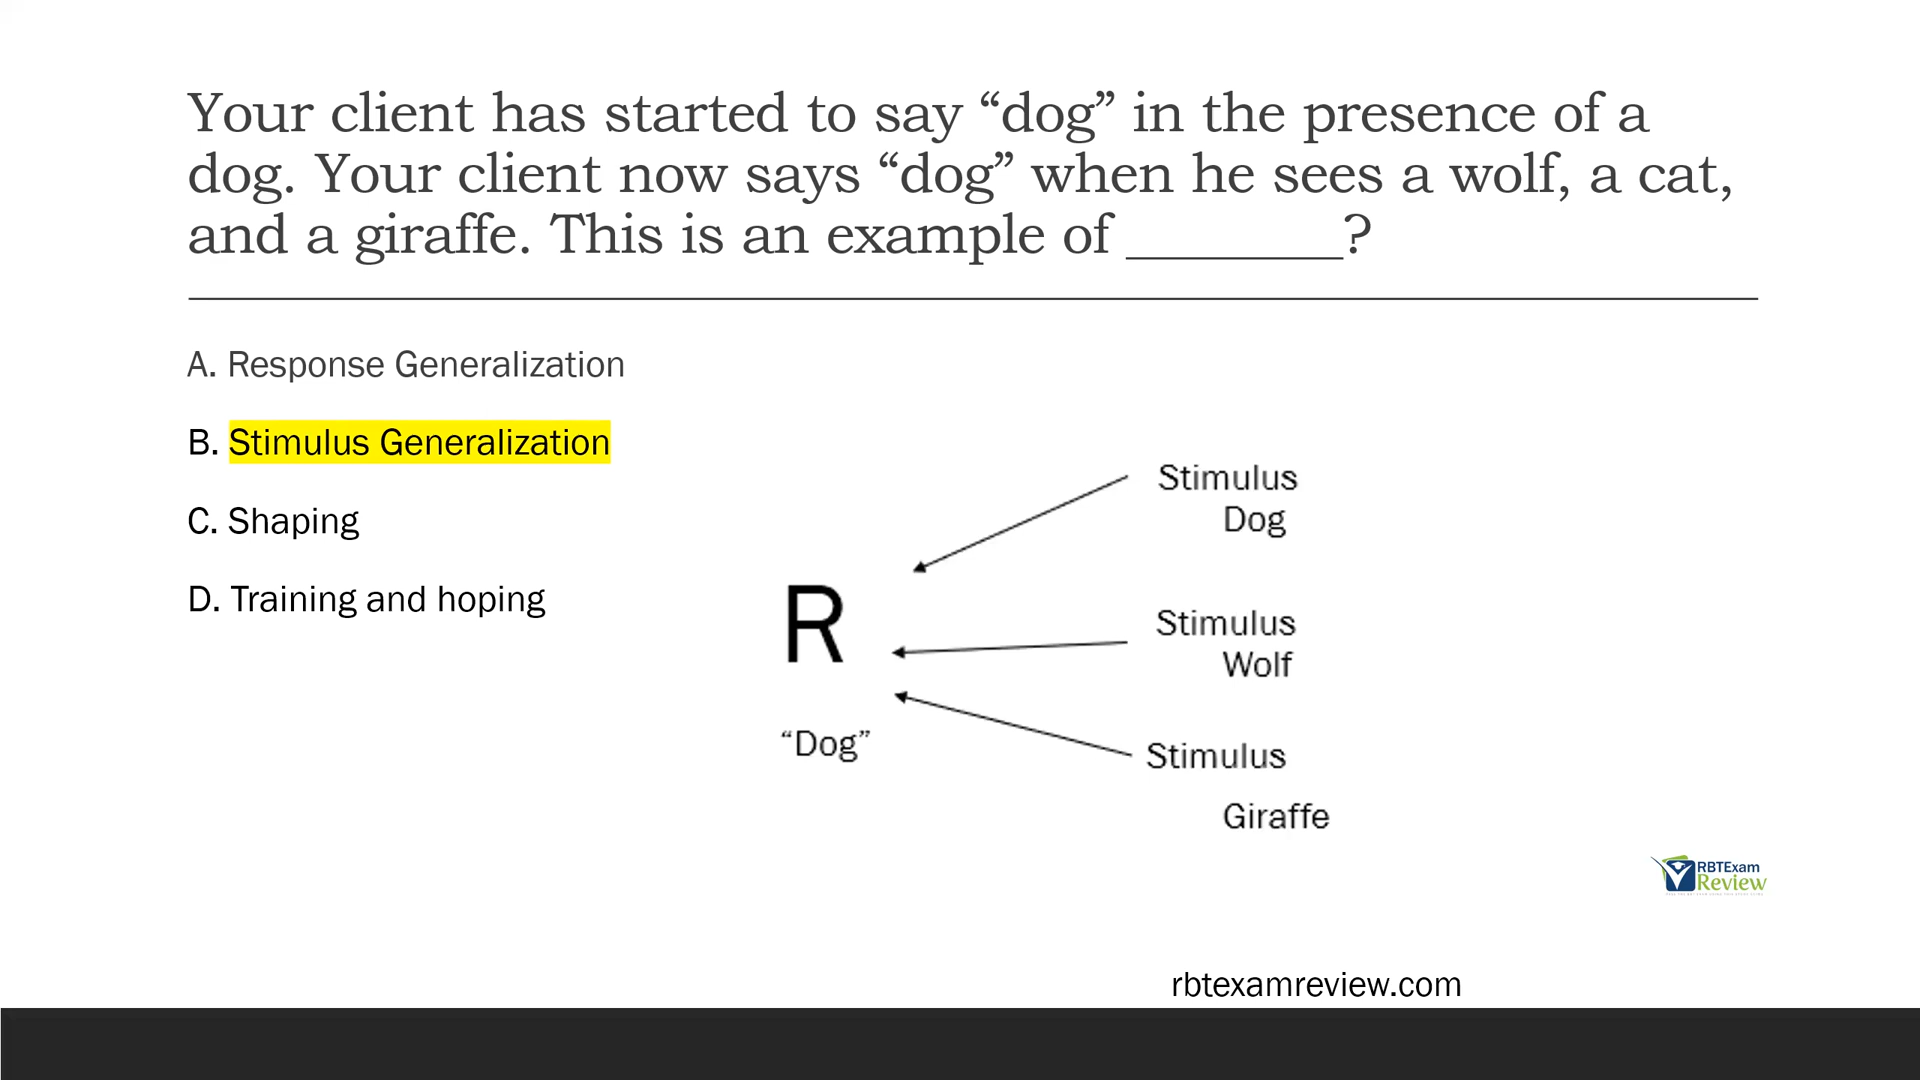 Your client has started to say “dog” in the presence of a
dog. Your client now says “dog” when he sees a wolf, a cat,
and a giraffe. This is an example of ________?
A. Response Generalization
B. Stimulus Generalization
C. Shaping
D. Training and hoping
Stimulus
Dog
R
Stimulus
Wolf
“Dog”
Stimulus
Giraffe
RBTExam
Review
rbtexamreview.com